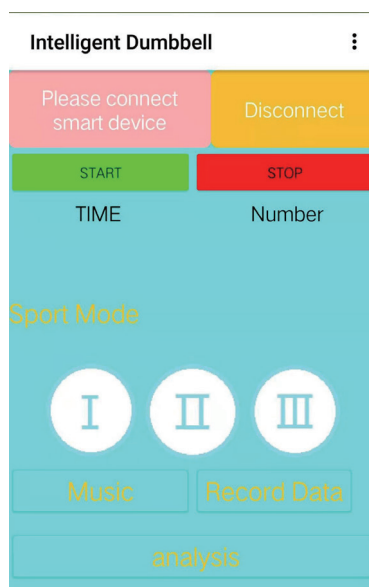 Intelligent Dumbbell
Please connect
smart device
Disconnect
START
STOP
TIME
Number
Sport Mode
I
II
III
Music
Record Data
analysis